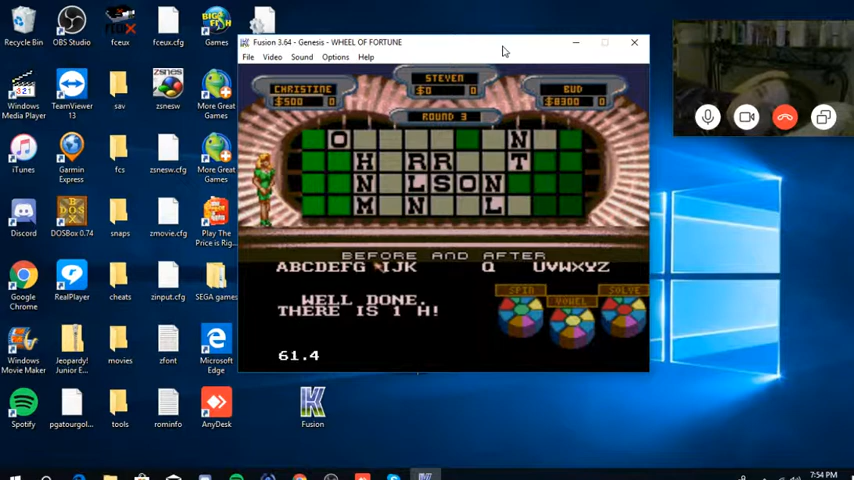 Recycle Bin
OBS Studio
fceux
fceux.cfg
Games
Windows Media Player
TeamViewer 13
sav
zsnesw
More Great
iTunes
Garmin Express
fcs
zsnesw.cfg
More Great
Discord
DOSBox 0.74
snaps
zmovie.cfg
Play The Price is Rig...
Google Chrome
RealPlayer
cheats
zinput.cfg
SEGA games
Windows Movie Maker
Jeopardy! Junior E...
movies
zfont
Microsoft Edge
Spotify
pgatourgol...
tools
rominfo
AnyDesk
Fusion
Fusion 3.64 - Genesis - WHEEL OF FORTUNE
File Video Sound Options Help
CHRISTINE
$500 0
STEVEN
$0 0
BUD
$8300 0
ROUND 3
O N
H RR T
N LSON
M N L
BEFORE AND AFTER
ABCDEFG IJK Q UVWXYZ
WELL DONE.
THERE IS 1 H!
SPIN
VOWEL
SOLVE
61.4
7:54 PM